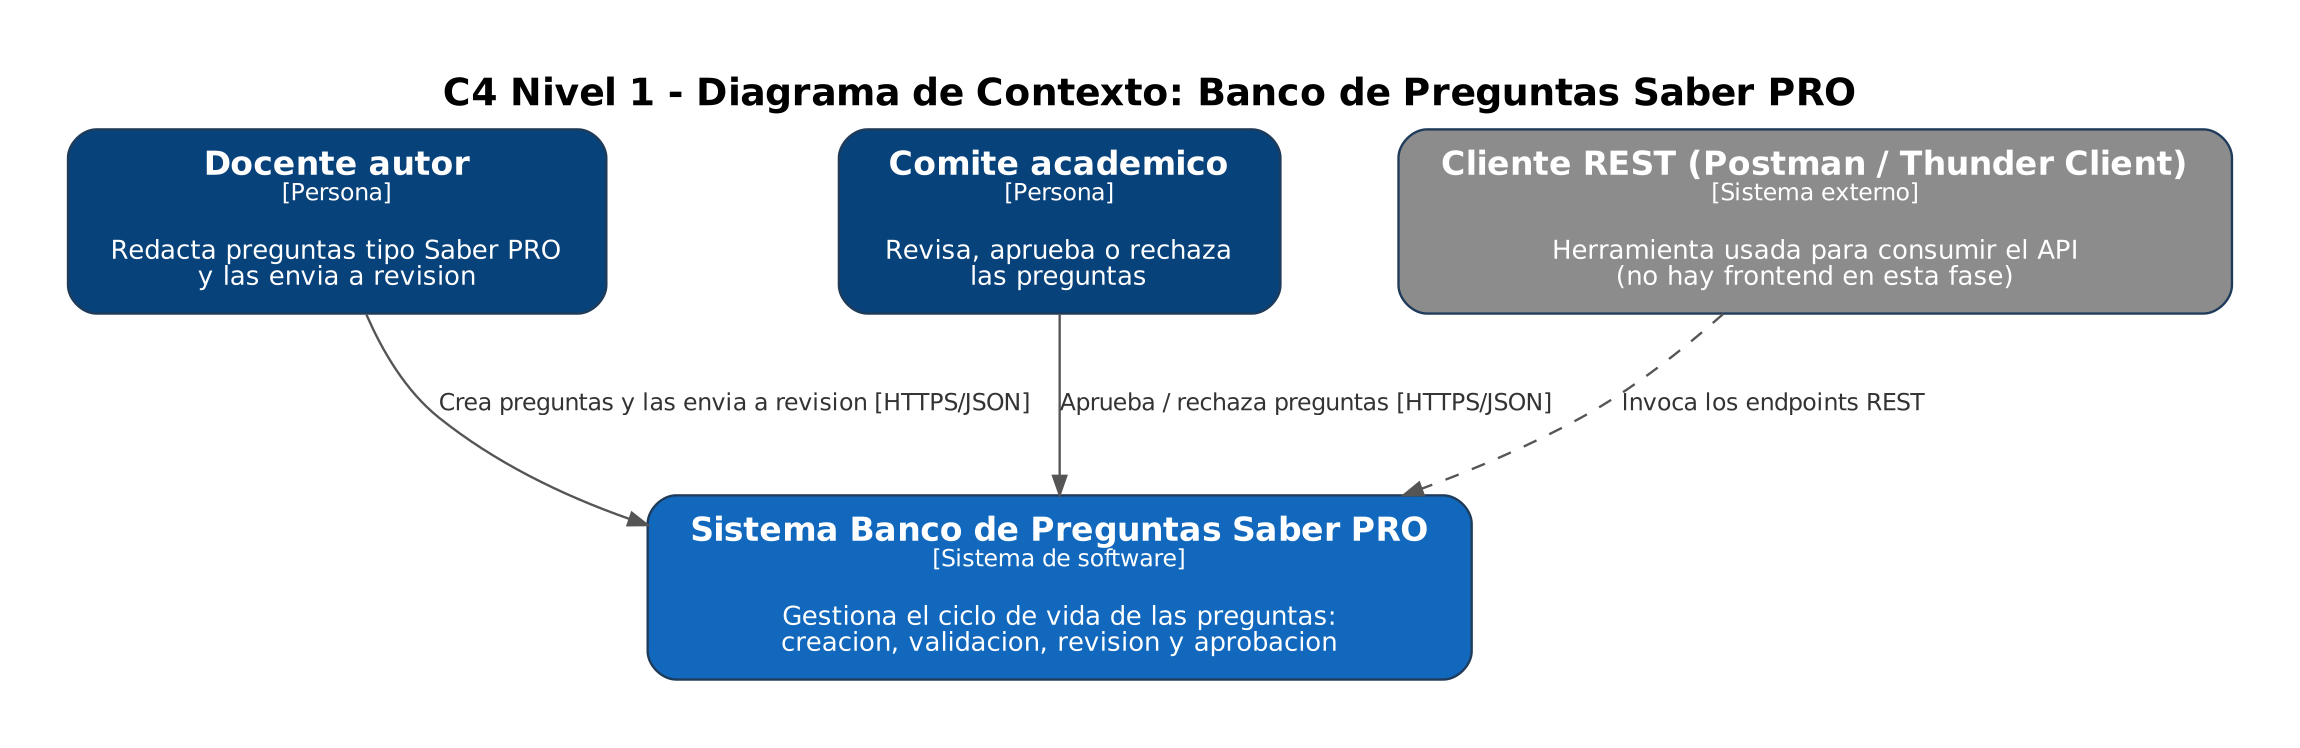 C4 Nivel 1 - Diagrama de Contexto: Banco de Preguntas Saber PRO
Docente autor
[Persona]
Redacta preguntas tipo Saber PRO
y las envia a revision
Comite academico
[Persona]
Revisa, aprueba o rechaza
las preguntas
Cliente REST (Postman / Thunder Client)
[Sistema externo]
Herramienta usada para consumir el API
(no hay frontend en esta fase)
Crea preguntas y las envia a revision [HTTPS/JSON]
Aprueba / rechaza preguntas [HTTPS/JSON]
Invoca los endpoints REST
Sistema Banco de Preguntas Saber PRO
[Sistema de software]
Gestiona el ciclo de vida de las preguntas:
creacion, validacion, revision y aprobacion